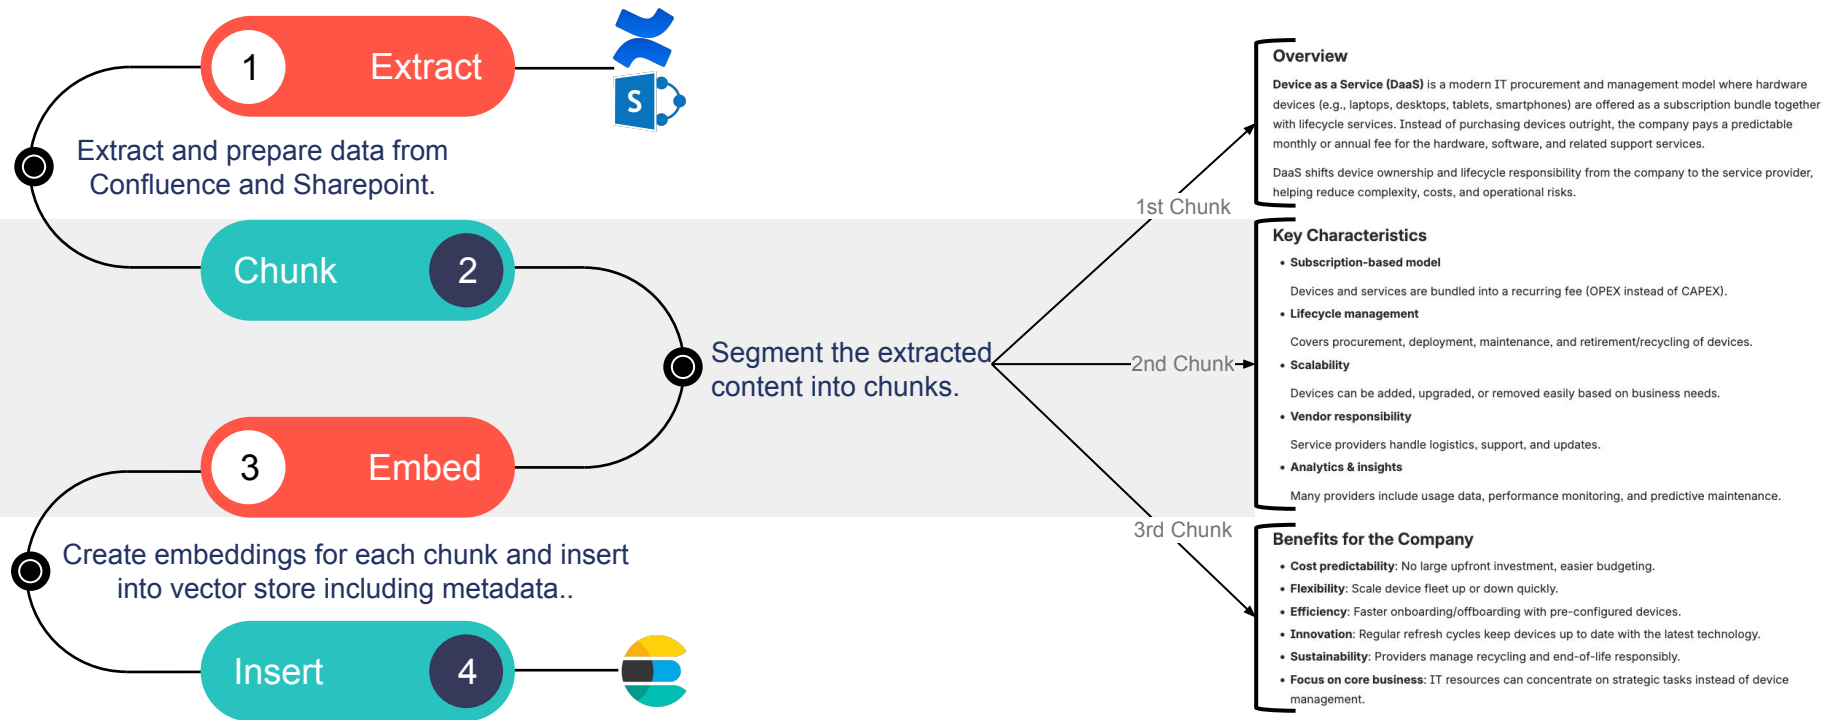 1 Extract
Extract and prepare data from
Confluence and Sharepoint.
Chunk 2
Segment the extracted
content into chunks.
3 Embed
Create embeddings for each chunk and insert
into vector store including metadata..
Insert 4
S
1st Chunk
2nd Chunk
3rd Chunk
Overview
Device as a Service (DaaS) is a modern IT procurement and management model where hardware
devices (e.g., laptops, desktops, tablets, smartphones) are offered as a subscription bundle together
with lifecycle services. Instead of purchasing devices outright, the company pays a predictable
monthly or annual fee for the hardware, software, and related support services.
DaaS shifts device ownership and lifecycle responsibility from the company to the service provider,
helping reduce complexity, costs, and operational risks.
Key Characteristics
• Subscription-based model
Devices and services are bundled into a recurring fee (OPEX instead of CAPEX).
• Lifecycle management
Covers procurement, deployment, maintenance, and retirement/recycling of devices.
• Scalability
Devices can be added, upgraded, or removed easily based on business needs.
• Vendor responsibility
Service providers handle logistics, support, and updates.
• Analytics & insights
Many providers include usage data, performance monitoring, and predictive maintenance.
Benefits for the Company
• Cost predictability: No large upfront investment, easier budgeting.
• Flexibility: Scale device fleet up or down quickly.
• Efficiency: Faster onboarding/offboarding with pre-configured devices.
• Innovation: Regular refresh cycles keep devices up to date with the latest technology.
• Sustainability: Providers manage recycling and end-of-life responsibly.
• Focus on core business: IT resources can concentrate on strategic tasks instead of device
management.